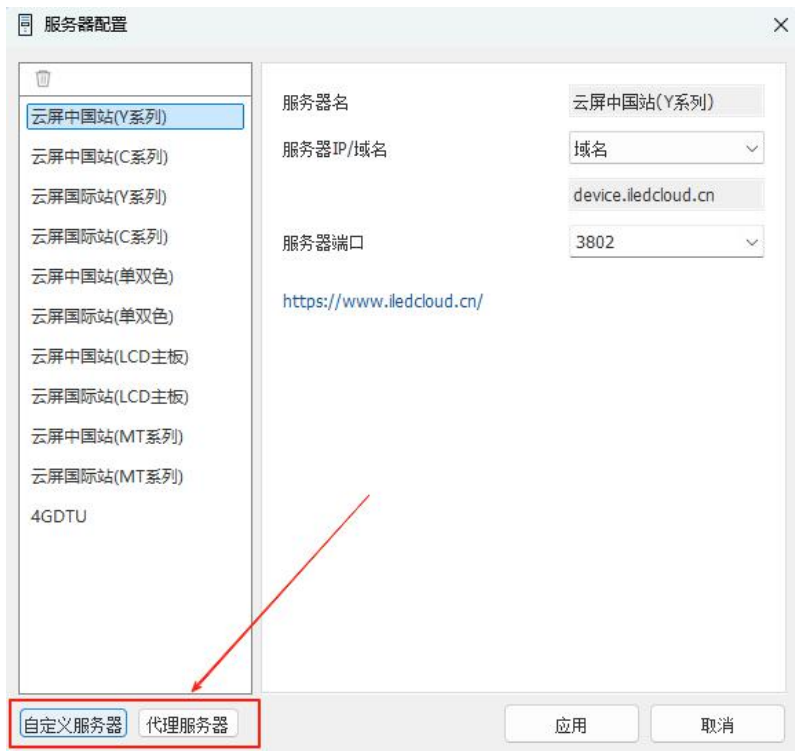 服务器配置
云屏中国站(Y系列)
云屏中国站(C系列)
云屏国际站(Y系列)
云屏国际站(C系列)
云屏中国站(单双色)
云屏国际站(单双色)
云屏中国站(LCD主板)
云屏国际站(LCD主板)
云屏中国站(MT系列)
云屏国际站(MT系列)
4GDTU
服务器名 云屏中国站(Y系列)
服务器IP/域名 域名
device.iledcloud.cn
服务器端口 3802
https://www.iledcloud.cn/
自定义服务器 代理服务器 应用 取消